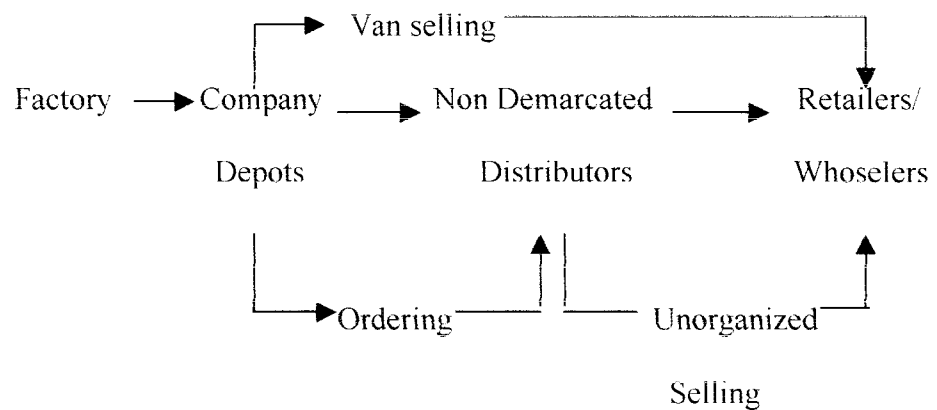 Van selling
Factory Company Non Demarcated Retailers/
Depots Distributors Whoselers
Ordering Unorganized
Selling